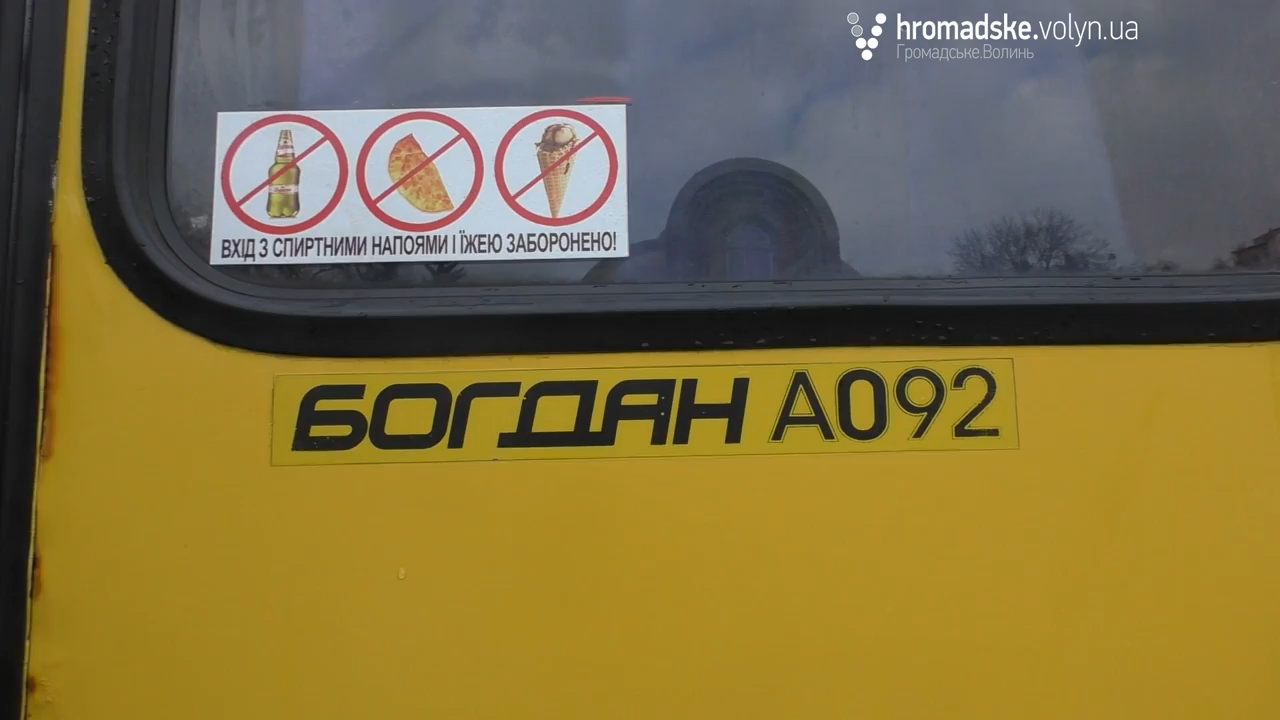 hromadske.volyn.ua
Громадське.Волинь
ВХІД З СПИРТНИМИ НАПОЯМИ І ЇЖЕЮ ЗАБОРОНЕНО!
БОГДАН А092